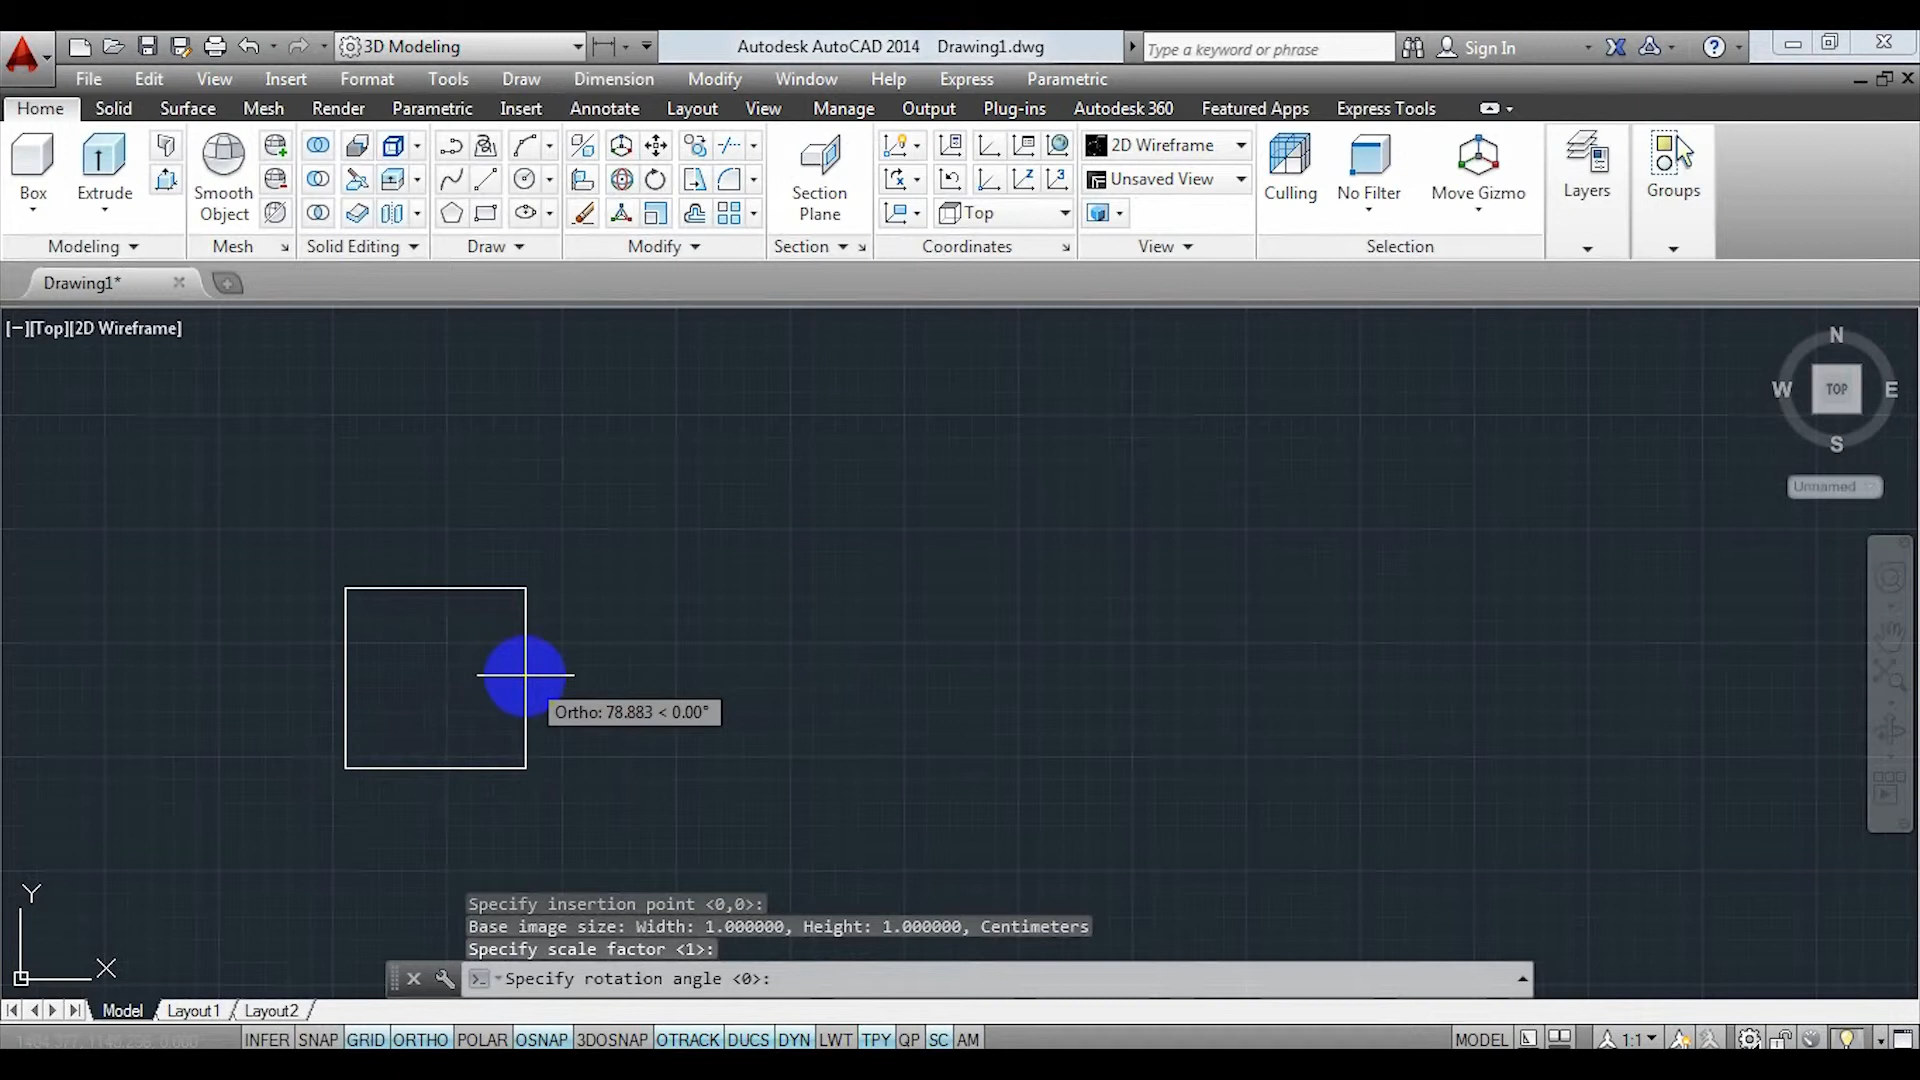 3D Modeling
Autodesk AutoCAD 2014 Drawing1.dwg
Type a keyword or phrase
Sign In
File Edit View Insert Format Tools Draw Dimension Modify Window Help Express Parametric
Home Solid Surface Mesh Render Parametric Insert Annotate Layout View Manage Output Plug-ins Autodesk 360 Featured Apps Express Tools
2D Wireframe
Unsaved View
Top
Box Extrude Smooth Object Section Plane Culling No Filter Move Gizmo Layers Groups
Modeling Mesh Solid Editing Draw Modify Section Coordinates View Selection
Drawing1*
[−][Top][2D Wireframe]
N
W TOP E
S
Unnamed
Ortho: 78.883 < 0.00°
Y
X
Specify insertion point <0,0>:
Base image size: Width: 1.000000, Height: 1.000000, Centimeters
Specify scale factor <1>:
Specify rotation angle <0>:
Model Layout1 Layout2
INFER SNAP GRID ORTHO POLAR OSNAP 3DOSNAP OTRACK DUCS DYN LWT TPY QP SC AM MODEL 1:1